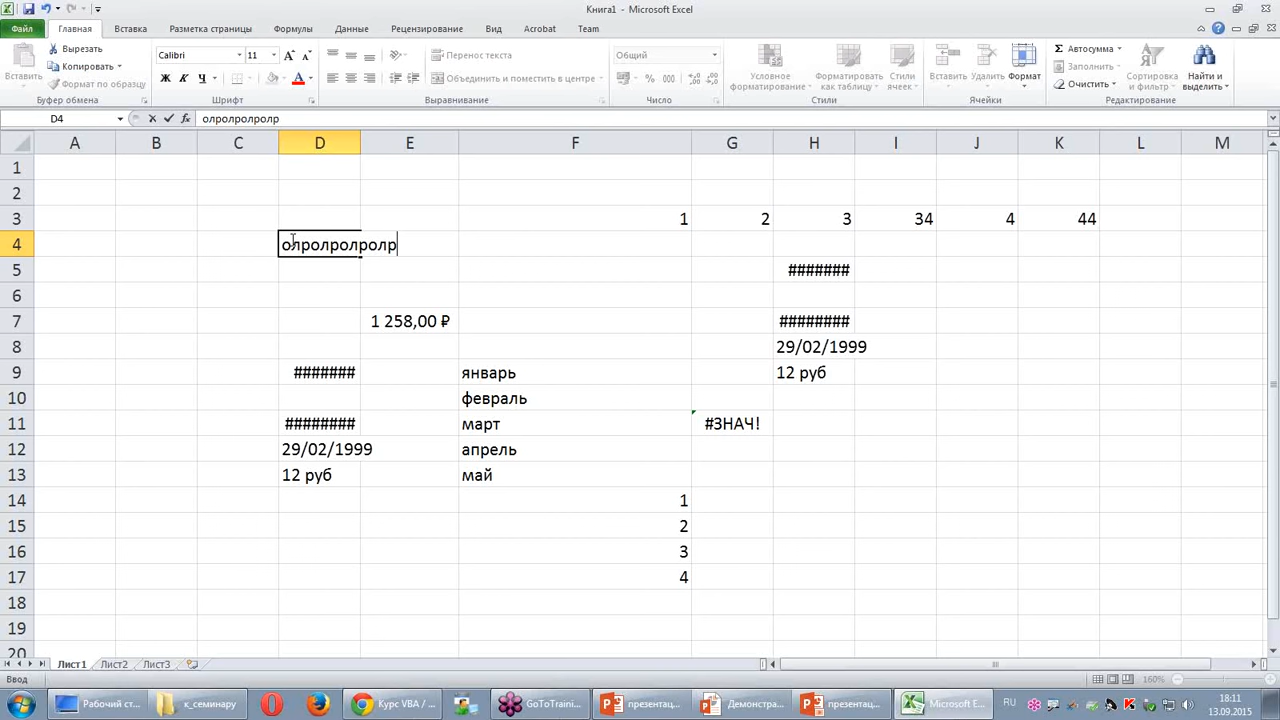 Книга1 - Microsoft Excel
Файл Главная Вставка Разметка страницы Формулы Данные Рецензирование Вид Acrobat Team
Вставить
Вырезать
Копировать
Формат по образцу
Буфер обмена
Calibri 11
Ж К Ч
Шрифт
Перенос текста
Объединить и поместить в центре
Выравнивание
Общий
% 000
Число
Условное форматирование
Форматировать как таблицу
Стили ячеек
Стили
Вставить Удалить Формат
Ячейки
Автосумма
Заполнить
Очистить
Сортировка и фильтр
Найти и выделить
Редактирование
D4 fx олролролролр
A B C D E F G H I J K L M
1
2
3 1 2 3 34 4 44
4 олролролролр
5 #######
6
7 1 258,00 ₽ ########
8 29/02/1999
9 ####### январь 12 руб
10 февраль
11 ######## март #ЗНАЧ!
12 29/02/1999 апрель
13 12 руб май
14 1
15 2
16 3
17 4
18
19
20
Лист1 Лист2 Лист3
Ввод 160%
Рабочий ст... к_семинару Курс VBA / ... GoToTraini... презентац... Демонстра... презентац... Microsoft E... RU 18:11
13.09.2015